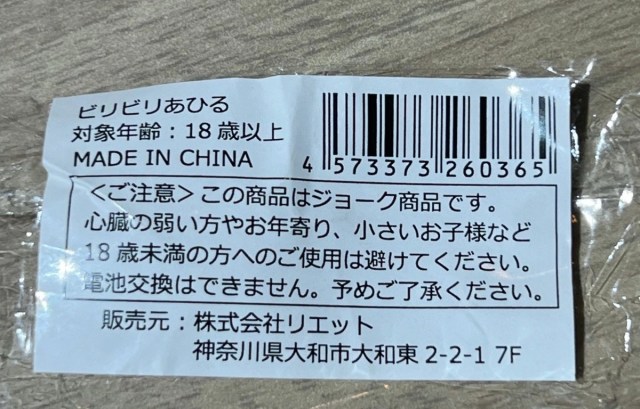 ビリビリあひる
対象年齢：18歳以上
MADE IN CHINA
4 573373 260365
＜ご注意＞この商品はジョーク商品です。
心臓の弱い方やお年寄り、小さいお子様など
18歳未満の方へのご使用は避けてください。
電池交換はできません。予めご了承ください。
販売元：株式会社リエット
神奈川県大和市大和東2-2-1 7F